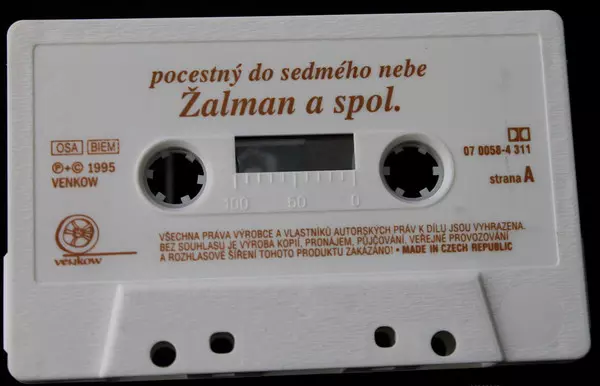 pocestný do sedmého nebe
Žalman a spol.
OSA BIEM
P+© 1995
VENKOW
07 0058-4 311
strana A
100 50 0
venkow
VŠECHNA PRÁVA VÝROBCE A VLASTNÍKŮ AUTORSKÝCH PRÁV K DÍLU JSOU VYHRAZENA.
BEZ SOUHLASU JE VÝROBA KOPIÍ, PRONÁJEM, PŮJČOVÁNÍ, VEŘEJNÉ PROVOZOVÁNÍ
A ROZHLASOVÉ ŠÍŘENÍ TOHOTO PRODUKTU ZAKÁZÁNO! • MADE IN CZECH REPUBLIC